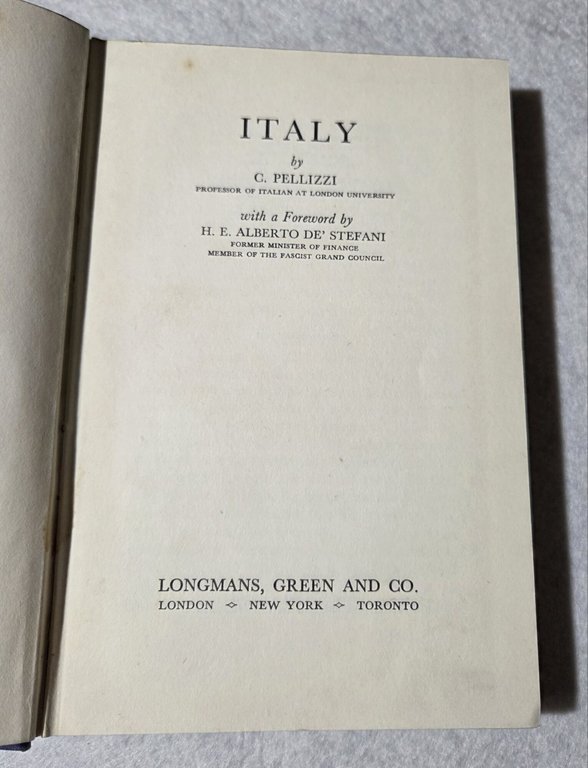 ITALY
by
C. PELLIZZI
PROFESSOR OF ITALIAN AT LONDON UNIVERSITY
with a Foreword by
H. E. ALBERTO DE' STEFANI
FORMER MINISTER OF FINANCE
MEMBER OF THE FASCIST GRAND COUNCIL
LONGMANS, GREEN AND CO.
LONDON ⟡ NEW YORK ⟡ TORONTO